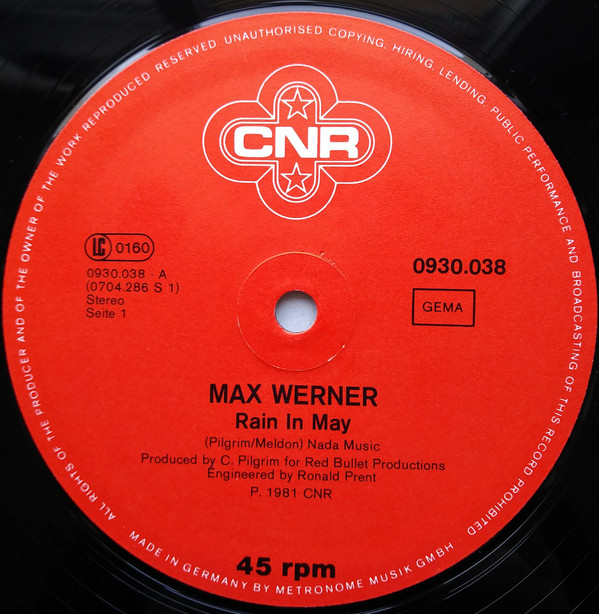 ALL RIGHTS OF THE PRODUCER AND OF THE OWNER OF THE WORK REPRODUCED RESERVED. UNAUTHORISED COPYING, HIRING, LENDING, PUBLIC PERFORMANCE AND BROADCASTING OF THIS RECORD PROHIBITED
CNR
LC 0160
0930.038 - A
(0704.286 S 1)
Stereo
Seite 1
0930.038
GEMA
MAX WERNER
Rain In May
(Pilgrim/Meldon) Nada Music
Produced by C. Pilgrim for Red Bullet Productions
Engineered by Ronald Prent
P. 1981 CNR
45 rpm
MADE IN GERMANY BY METRONOME MUSIK GMBH ·